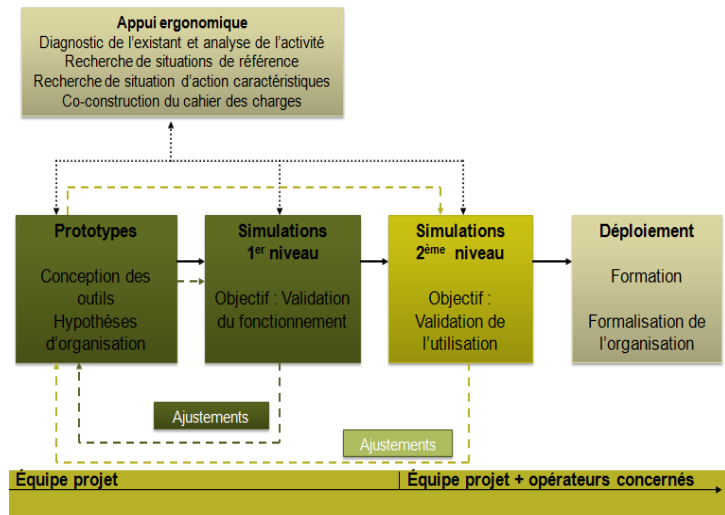 Appui ergonomique
Diagnostic de l'existant et analyse de l'activité
Recherche de situations de référence
Recherche de situation d'action caractéristiques
Co-construction du cahier des charges
Prototypes
Conception des
outils
Hypothèses
d'organisation
Simulations
1er niveau
Objectif : Validation
du fonctionnement
Simulations
2ème niveau
Objectif :
Validation de
l'utilisation
Déploiement
Formation
Formalisation de
l'organisation
Ajustements
Ajustements
Équipe projet
Équipe projet + opérateurs concernés